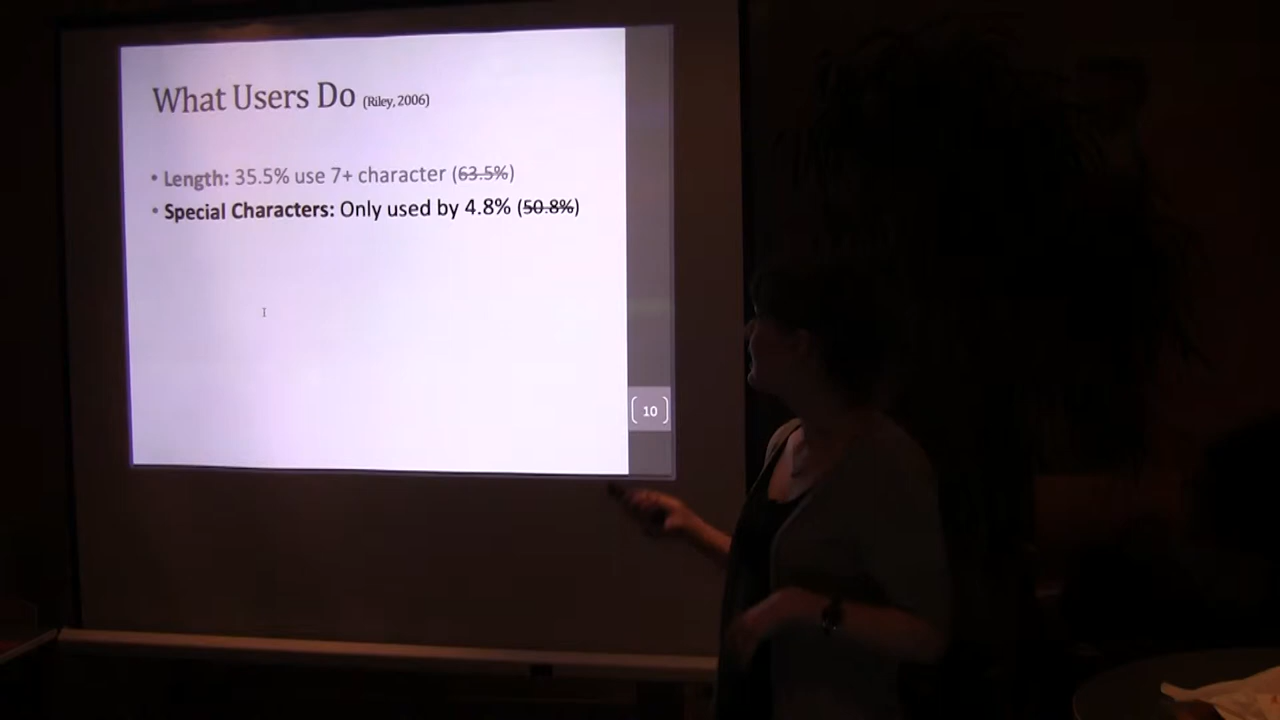 What Users Do (Riley, 2006)
• Length: 35.5% use 7+ character (63.5%)
• Special Characters: Only used by 4.8% (50.8%)
10